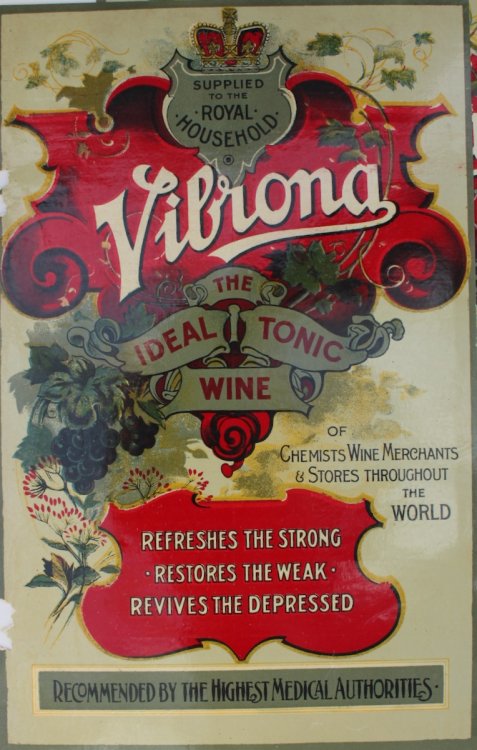 SUPPLIED
TO THE
·ROYAL·
HOUSEHOLD
Vibrona
THE
IDEAL TONIC
WINE
OF
CHEMISTS WINE MERCHANTS
& STORES THROUGHOUT
THE
WORLD
REFRESHES THE STRONG
· RESTORES THE WEAK ·
REVIVES THE DEPRESSED
RECOMMENDED BY THE HIGHEST MEDICAL AUTHORITIES ·